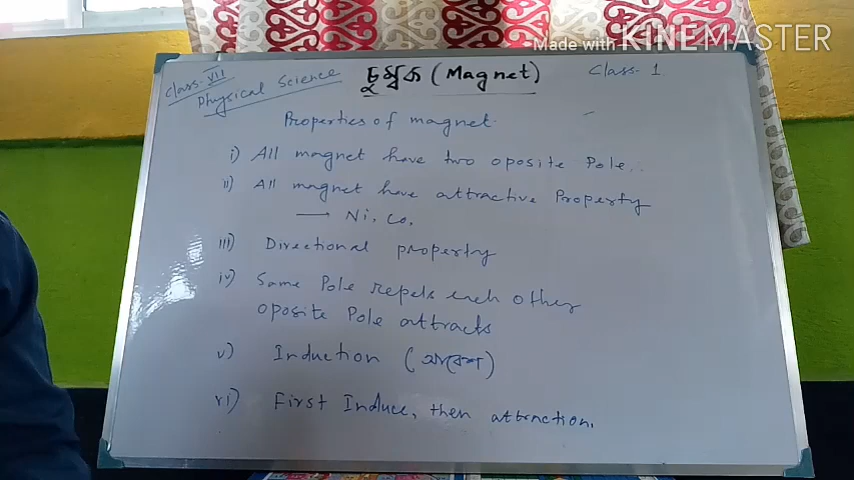 Made with KINEMASTER
Class-VII
Physical Science
চুম্বক (Magnet)
Class-1
Properties of magnet.
i) All magnet have two oposite Pole.
ii) All magnet have attractive Property
→ Ni, Co,
iii) Directional property
iv) Same Pole repels each other
oposite Pole attracts
v) Induction (আবেশ)
vi) First Induce, then attraction.